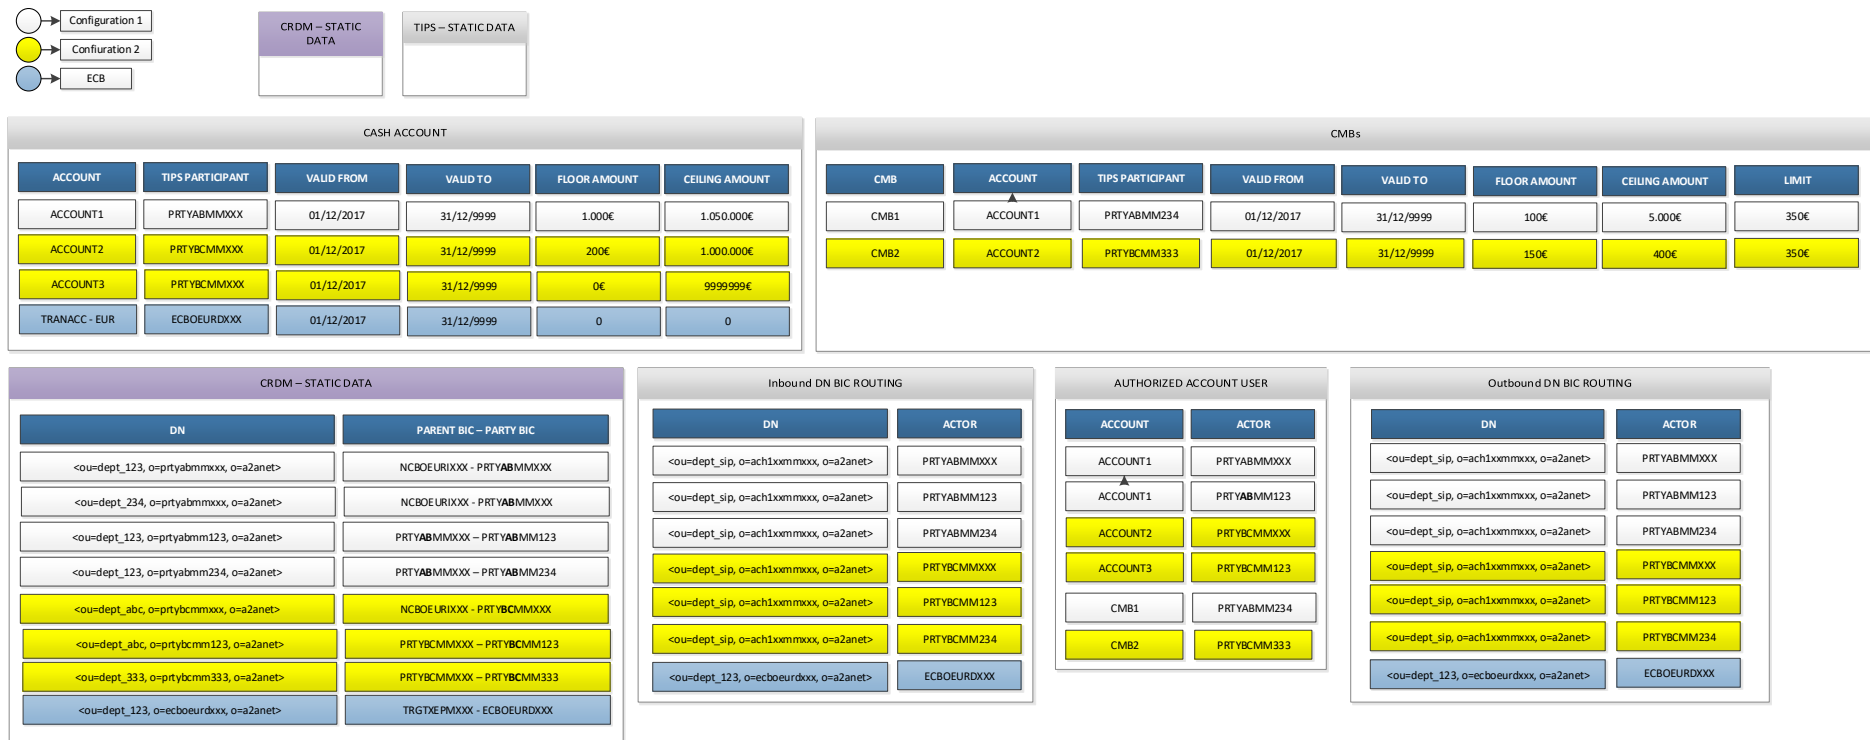 Configuration 1
Confiuration 2
ECB
CRDM – STATIC
DATA
TIPS – STATIC DATA
CASH ACCOUNT
ACCOUNT TIPS PARTICIPANT VALID FROM VALID TO FLOOR AMOUNT CEILING AMOUNT
ACCOUNT1 PRTYABMMXXX 01/12/2017 31/12/9999 1.000€ 1.050.000€
ACCOUNT2 PRTYBCMMXXX 01/12/2017 31/12/9999 200€ 1.000.000€
ACCOUNT3 PRTYBCMMXXX 01/12/2017 31/12/9999 0€ 9999999€
TRANACC - EUR ECBOEURDXXX 01/12/2017 31/12/9999 0 0
CMBs
CMB ACCOUNT TIPS PARTICIPANT VALID FROM VALID TO FLOOR AMOUNT CEILING AMOUNT LIMIT
CMB1 ACCOUNT1 PRTYABMM234 01/12/2017 31/12/9999 100€ 5.000€ 350€
CMB2 ACCOUNT2 PRTYBCMM333 01/12/2017 31/12/9999 150€ 400€ 350€
CRDM – STATIC DATA
DN PARENT BIC – PARTY BIC
<ou=dept_123, o=prtyabmmxxx, o=a2anet> NCBOEURIXXX - PRTYABMMXXX
<ou=dept_234, o=prtyabmmxxx, o=a2anet> NCBOEURIXXX - PRTYABMMXXX
<ou=dept_123, o=prtyabmm123, o=a2anet> PRTYABMMXXX – PRTYABMM123
<ou=dept_123, o=prtyabmm234, o=a2anet> PRTYABMMXXX – PRTYABMM234
<ou=dept_abc, o=prtybcmmxxx, o=a2anet> NCBOEURIXXX - PRTYBCMMXXX
<ou=dept_abc, o=prtybcmm123, o=a2anet> PRTYBCMMXXX – PRTYBCMM123
<ou=dept_333, o=prtybcmm333, o=a2anet> PRTYBCMMXXX – PRTYBCMM333
<ou=dept_123, o=ecboeurdxxx, o=a2anet> TRGTXEPMXXX - ECBOEURDXXX
Inbound DN BIC ROUTING
DN ACTOR
<ou=dept_sip, o=ach1xxmmxxx, o=a2anet> PRTYABMMXXX
<ou=dept_sip, o=ach1xxmmxxx, o=a2anet> PRTYABMM123
<ou=dept_sip, o=ach1xxmmxxx, o=a2anet> PRTYABMM234
<ou=dept_sip, o=ach1xxmmxxx, o=a2anet> PRTYBCMMXXX
<ou=dept_sip, o=ach1xxmmxxx, o=a2anet> PRTYBCMM123
<ou=dept_sip, o=ach1xxmmxxx, o=a2anet> PRTYBCMM234
<ou=dept_123, o=ecboeurdxxx, o=a2anet> ECBOEURDXXX
AUTHORIZED ACCOUNT USER
ACCOUNT ACTOR
ACCOUNT1 PRTYABMMXXX
ACCOUNT1 PRTYABMM123
ACCOUNT2 PRTYBCMMXXX
ACCOUNT3 PRTYBCMM123
CMB1 PRTYABMM234
CMB2 PRTYBCMM333
Outbound DN BIC ROUTING
DN ACTOR
<ou=dept_sip, o=ach1xxmmxxx, o=a2anet> PRTYABMMXXX
<ou=dept_sip, o=ach1xxmmxxx, o=a2anet> PRTYABMM123
<ou=dept_sip, o=ach1xxmmxxx, o=a2anet> PRTYABMM234
<ou=dept_sip, o=ach1xxmmxxx, o=a2anet> PRTYBCMMXXX
<ou=dept_sip, o=ach1xxmmxxx, o=a2anet> PRTYBCMM123
<ou=dept_sip, o=ach1xxmmxxx, o=a2anet> PRTYBCMM234
<ou=dept_123, o=ecboeurdxxx, o=a2anet> ECBOEURDXXX